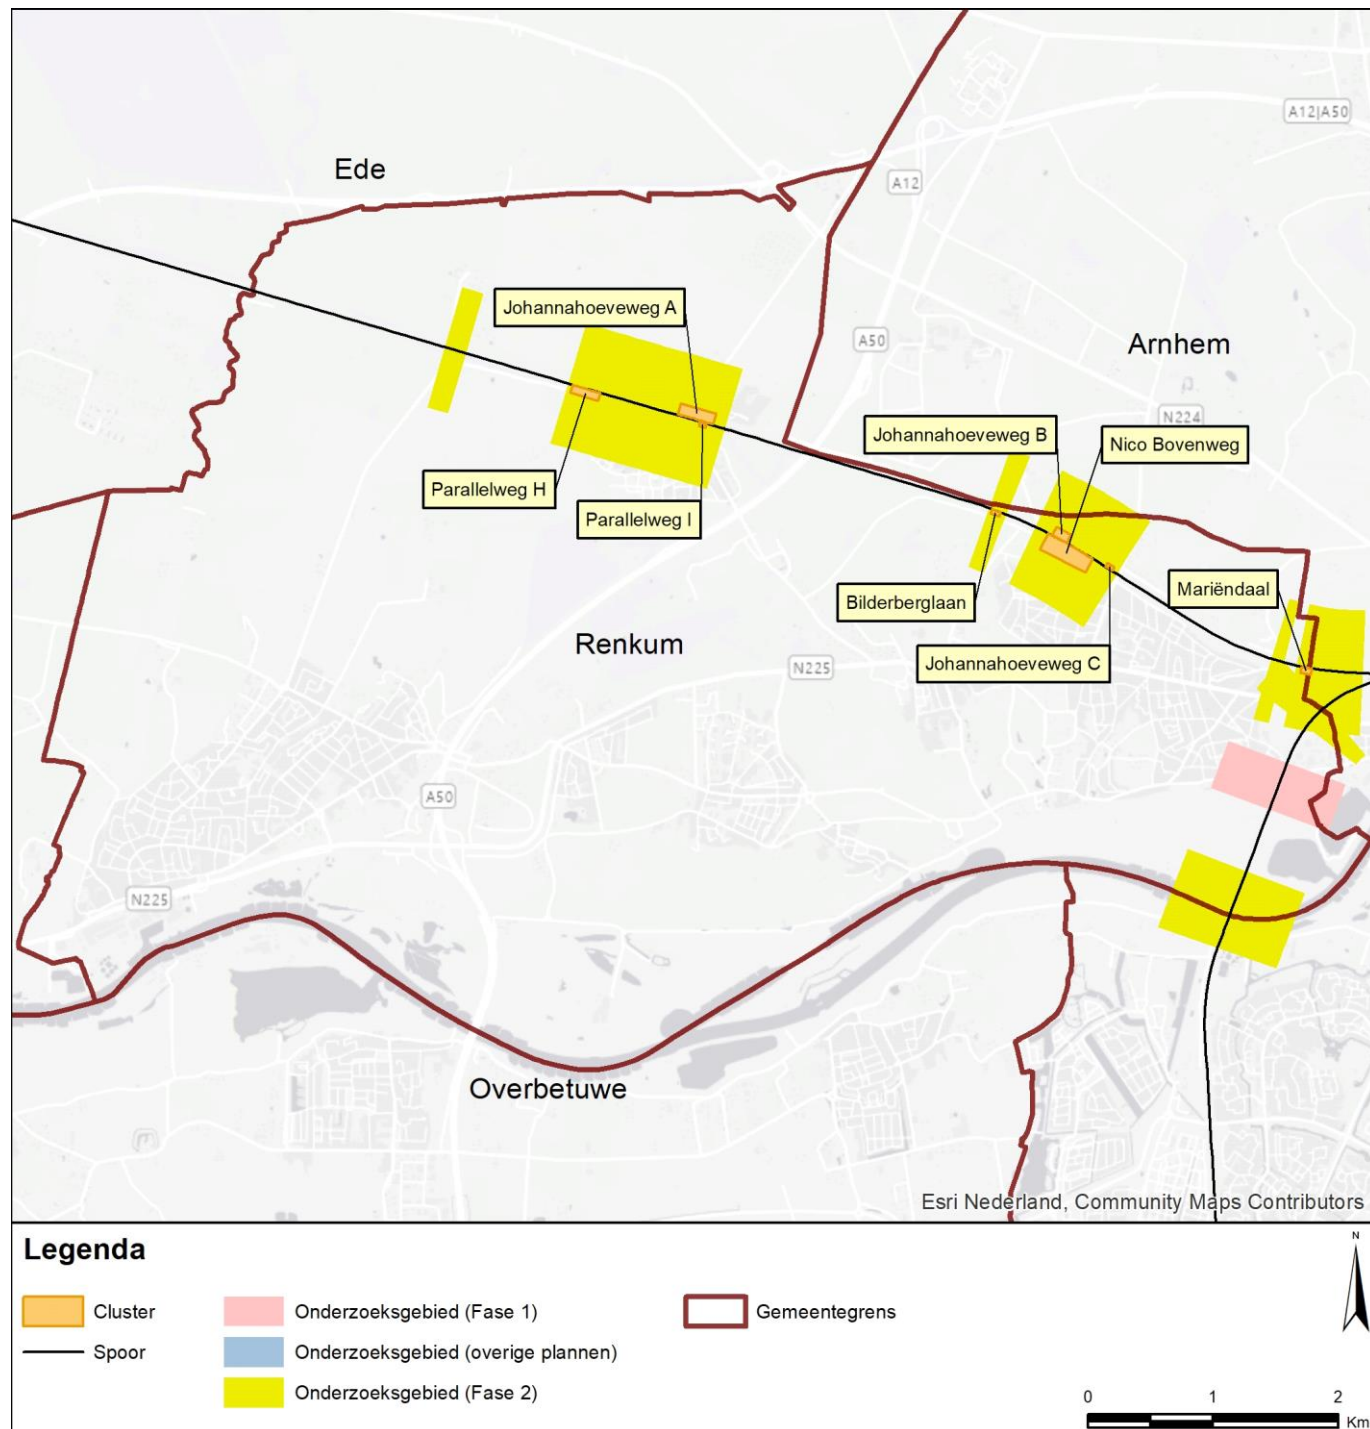 A12|A50
Ede
A12
Johannahoeveweg A
A50
Arnhem
N224
Johannahoeveweg B
Nico Bovenweg
Parallelweg H
Parallelweg I
Bilderberglaan
Mariëndaal
Renkum
N225
Johannahoeveweg C
A50
N225
Overbetuwe
Esri Nederland, Community Maps Contributors
Legenda
N
Cluster
Onderzoeksgebied (Fase 1)
Gemeentegrens
Spoor
Onderzoeksgebied (overige plannen)
Onderzoeksgebied (Fase 2)
0 1 2
Km